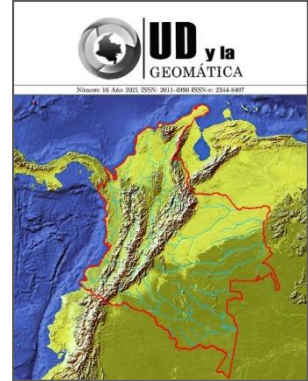 UD y la
GEOMÁTICA
Número 16 Año 2021 ISSN: 2011-4990 ISSN-e: 2344-8407